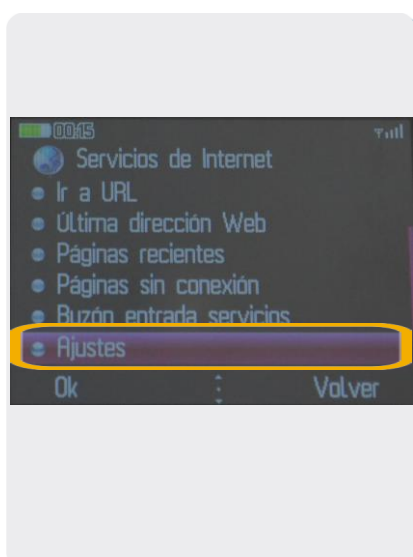 00:15
Servicios de Internet
Ir a URL
Última dirección Web
Páginas recientes
Páginas sin conexión
Buzón entrada servicios
Ajustes
Ok Volver